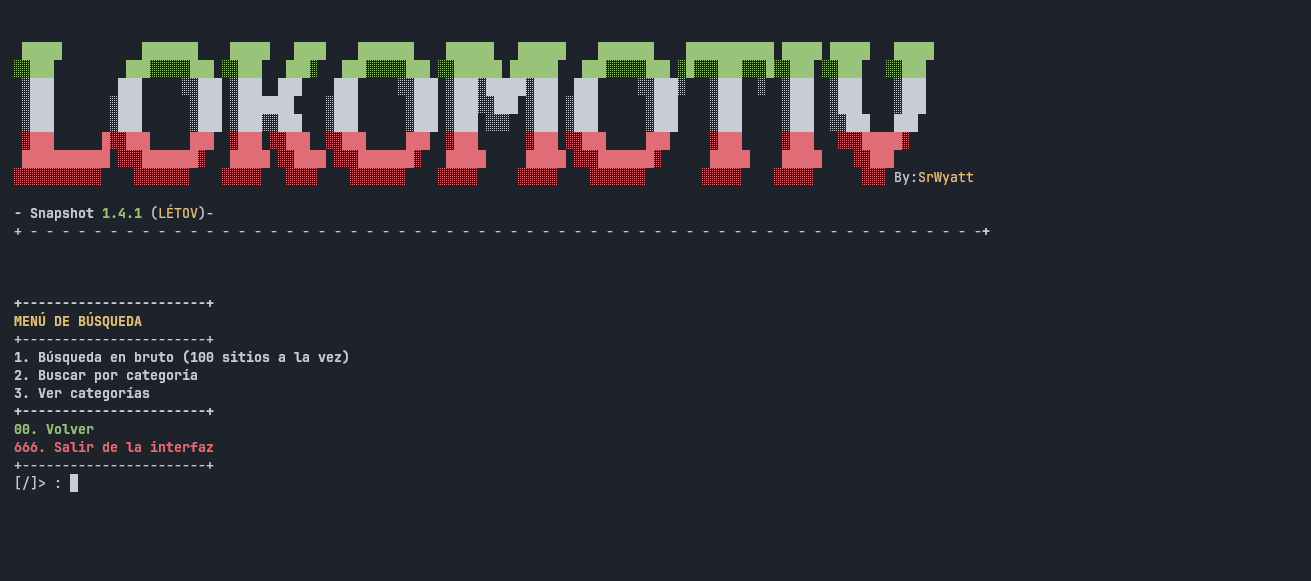 LOKOMOTIV
By:SrWyatt
- Snapshot 1.4.1 (LÉTOV)-
+ - - - - - - - - - - - - - - - - - - - - - - - - - - - - - - - - - - - - - - - - - - - - - - - - - - - - - - - - - - - -+
+-----------------------+
MENÚ DE BÚSQUEDA
+-----------------------+
1. Búsqueda en bruto (100 sitios a la vez)
2. Buscar por categoría
3. Ver categorías
+-----------------------+
00. Volver
666. Salir de la interfaz
+-----------------------+
[/]> :